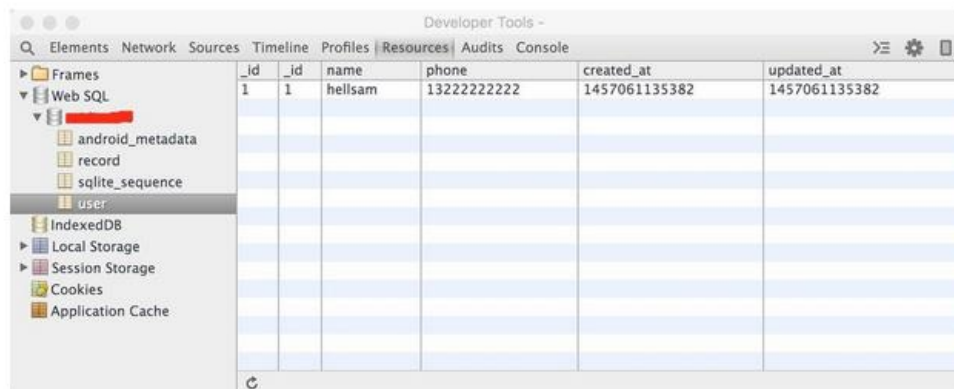 Developer Tools -
Elements Network Sources Timeline Profiles Resources Audits Console
Frames
Web SQL
android_metadata
record
sqlite_sequence
user
IndexedDB
Local Storage
Session Storage
Cookies
Application Cache
_id _id name phone created_at updated_at
1 1 hellsam 13222222222 1457061135382 1457061135382